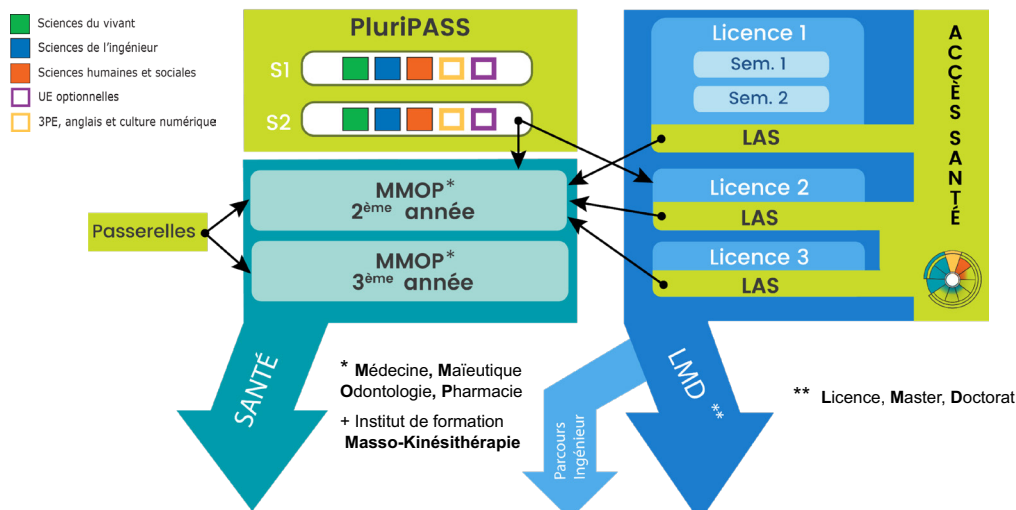 Sciences du vivant
Sciences de l'ingénieur
Sciences humaines et sociales
UE optionnelles
3PE, anglais et culture numérique
PluriPASS
S1
S2
MMOP*
2ème année
MMOP*
3ème année
Passerelles
SANTÉ
* Médecine, Maïeutique
Odontologie, Pharmacie
+ Institut de formation
Masso-Kinésithérapie
Licence 1
Sem. 1
Sem. 2
LAS
Licence 2
LAS
Licence 3
LAS
ACCÈS SANTÉ
LMD **
Parcours
Ingénieur
** Licence, Master, Doctorat